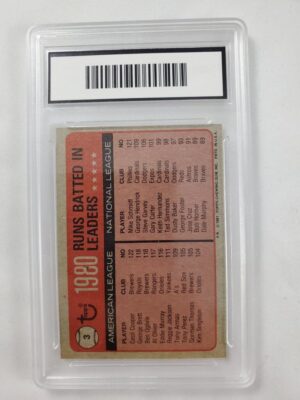 3
1980 RUNS BATTED IN
LEADERS
AMERICAN LEAGUE
PLAYER CLUB
Cecil Cooper Brewers 122
George Brett Royals 118
Ben Oglivie Brewers 118
Al Oliver Rangers 117
Eddie Murray Orioles 116
Reggie Jackson Yankees 111
Tony Armas A's 109
Tony Perez Red Sox 105
Gorman Thomas Brewers 105
Ken Singleton Orioles 104
NATIONAL LEAGUE
PLAYER CLUB
Mike Schmidt Phillies 121
George Hendrick Cardinals 109
Steve Garvey Dodgers 106
Gary Carter Expos 101
Keith Hernandez Cardinals 99
Ted Simmons Cardinals 98
Dusty Baker Dodgers 97
George Foster Reds 93
Jose Cruz Astros 91
Bob Horner Braves 89
Dale Murphy Braves 89